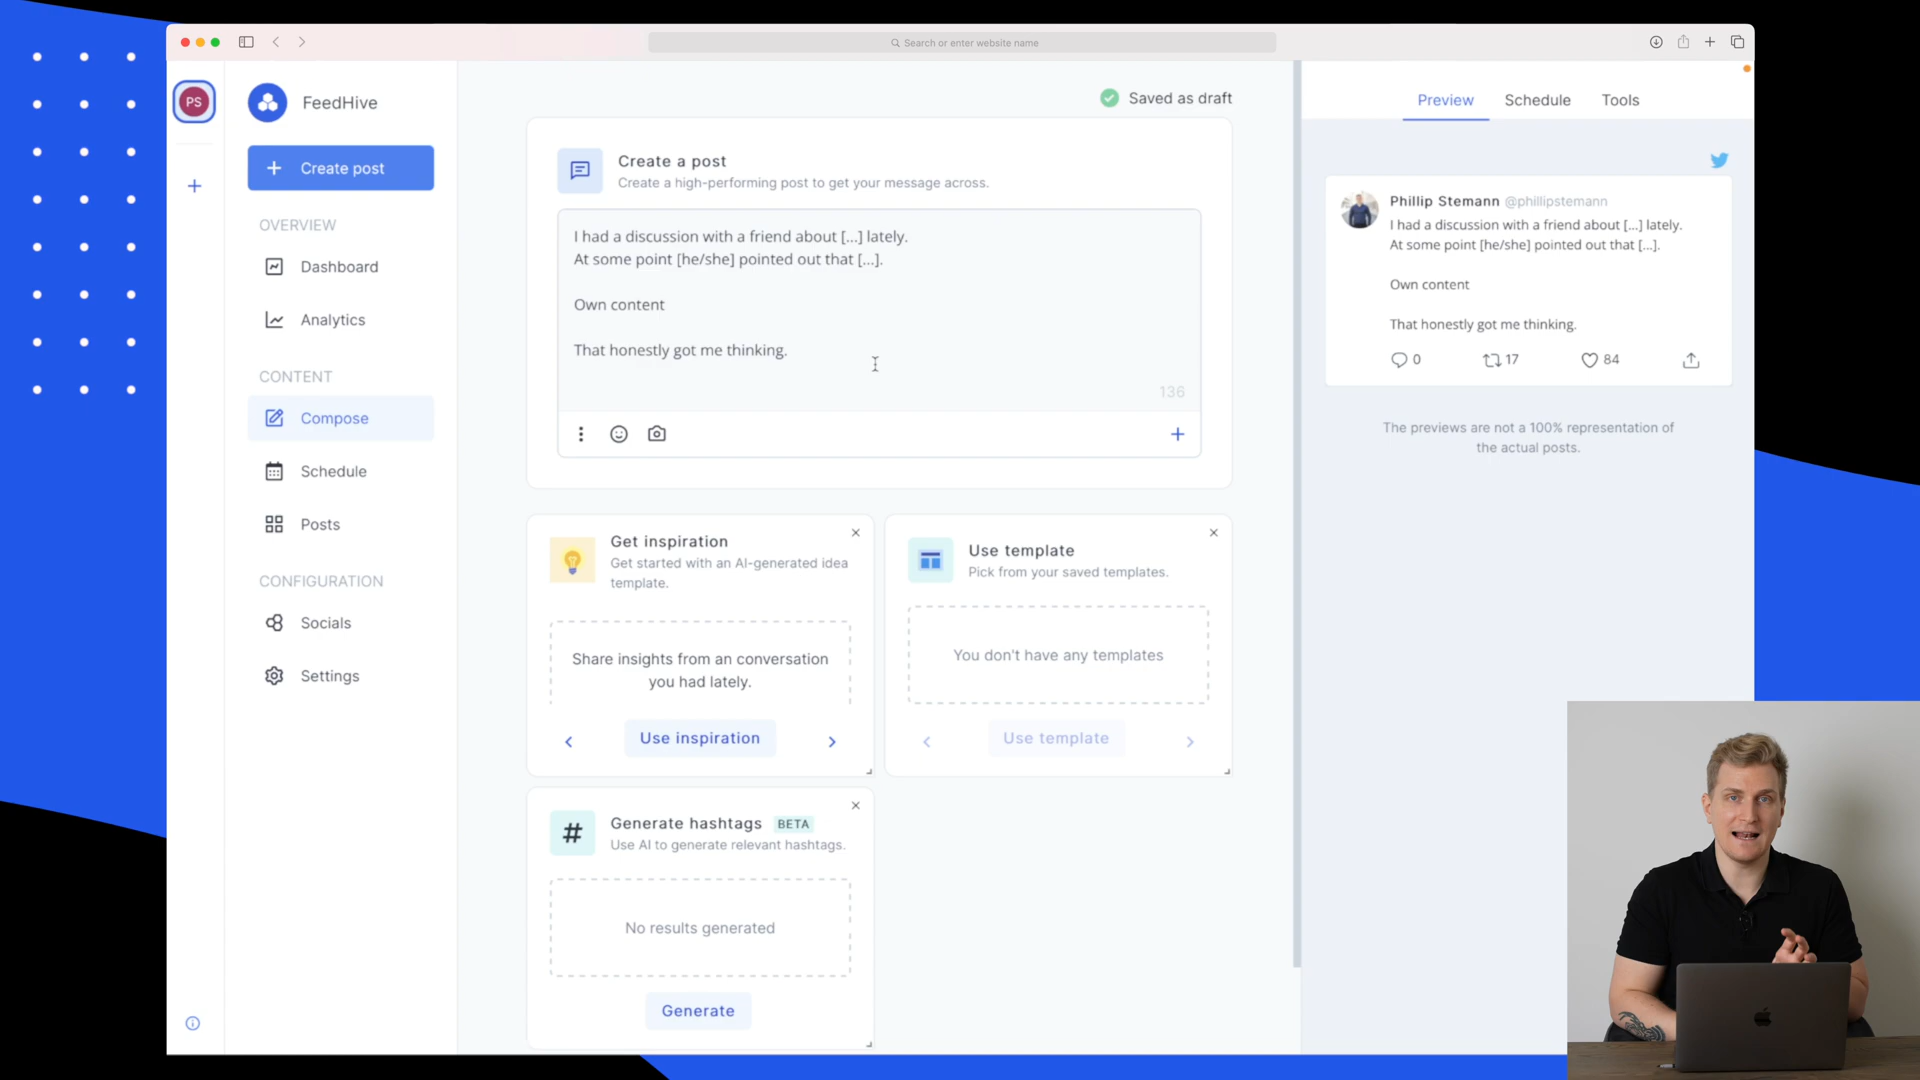 Search or enter website name
PS
FeedHive
Create post
OVERVIEW
Dashboard
Analytics
CONTENT
Compose
Schedule
Posts
CONFIGURATION
Socials
Settings
Saved as draft
Create a post
Create a high-performing post to get your message across.
I had a discussion with a friend about [...] lately.
At some point [he/she] pointed out that [...].
Own content
That honestly got me thinking.
136
Get inspiration
Get started with an AI-generated idea
template.
Share insights from an conversation
you had lately.
Use inspiration
Use template
Pick from your saved templates.
You don't have any templates
Use template
# Generate hashtags BETA
Use AI to generate relevant hashtags.
No results generated
Generate
Preview Schedule Tools
Phillip Stemann @phillipstemann
I had a discussion with a friend about [...] lately.
At some point [he/she] pointed out that [...].
Own content
That honestly got me thinking.
0 17 84
The previews are not a 100% representation of
the actual posts.